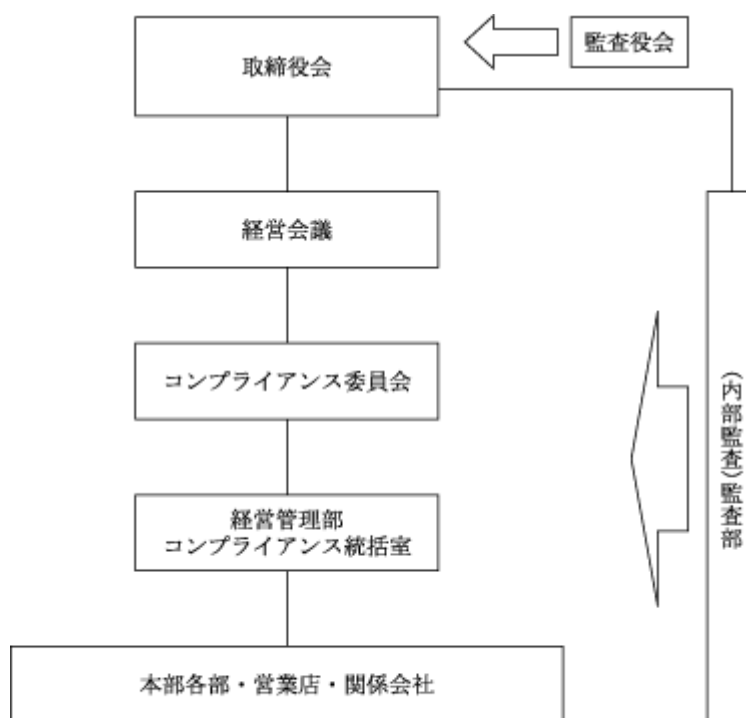 取締役会
監査役会
経営会議
コンプライアンス委員会
経営管理部
コンプライアンス統括室
本部各部・営業店・関係会社
(内部監査)監査部